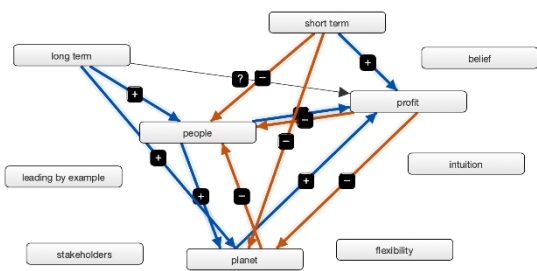 short term
long term
+
belief
?
−
+
profit
−
people
−
+
intuition
leading by example
+
−
+
−
stakeholders
flexibility
planet